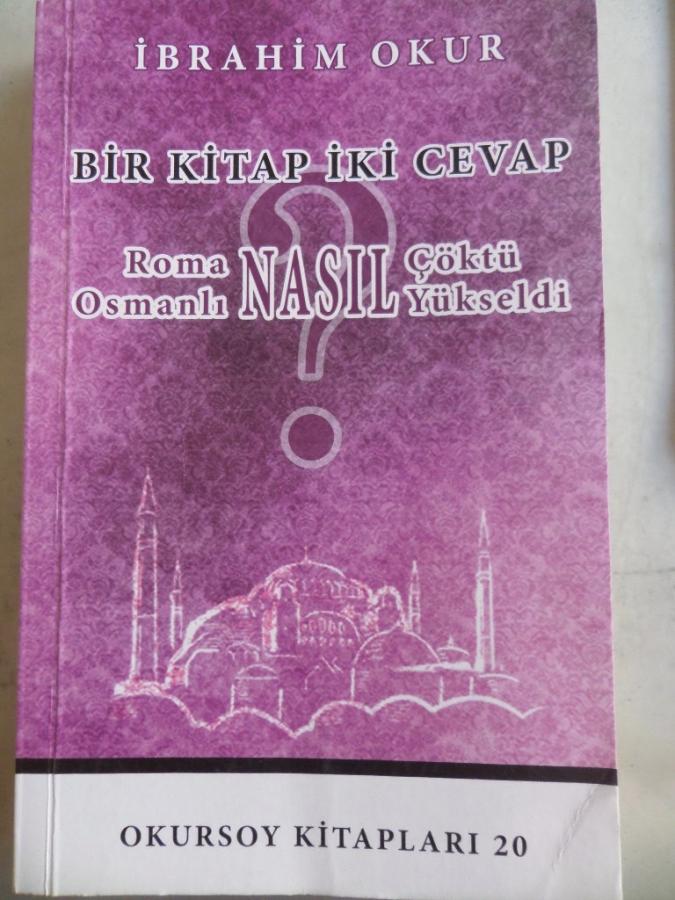 İBRAHİM OKUR
BİR KİTAP İKİ CEVAP
?
Roma NASIL Çöktü
Osmanlı Yükseldi
OKURSOY KİTAPLARI 20